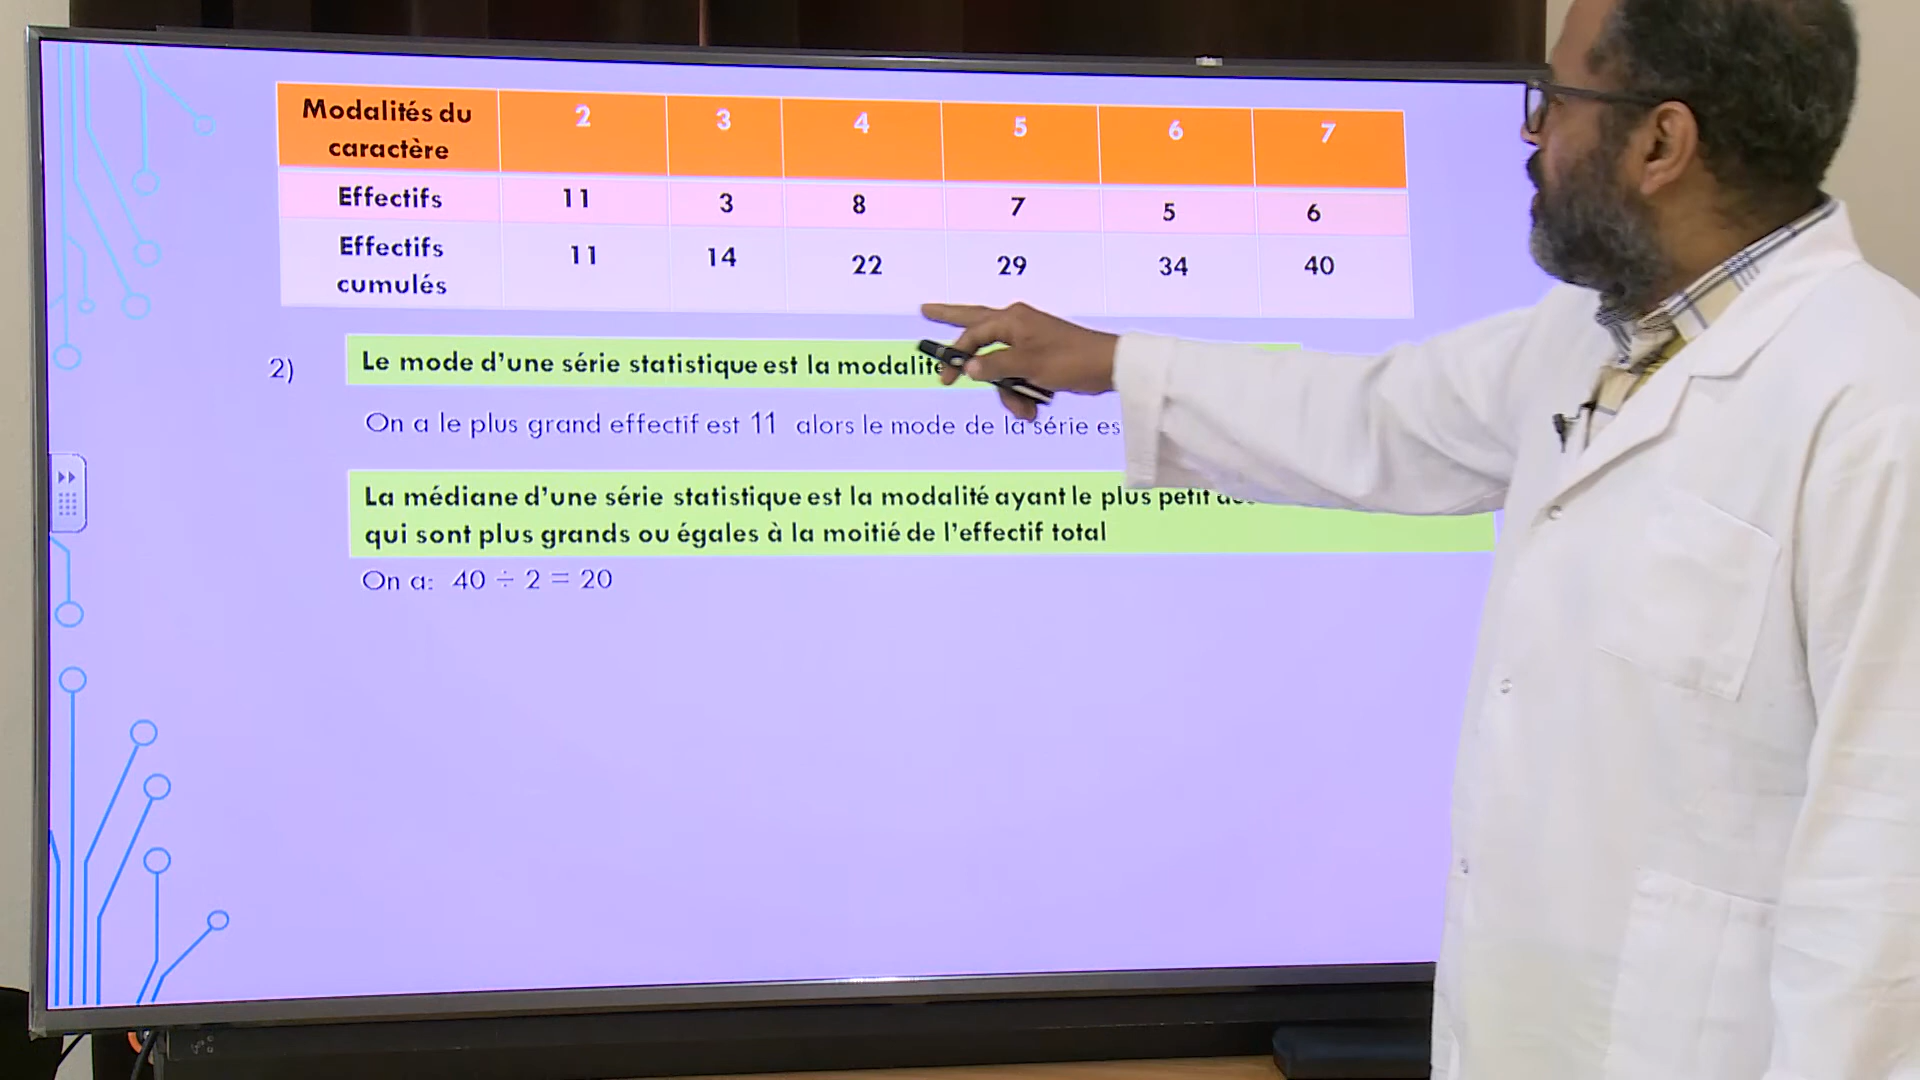 Modalités du caractère 2 3 4 5 6 7
Effectifs 11 3 8 7 5 6
Effectifs cumulés 11 14 22 29 34 40
2) Le mode d’une série statistique est la modalité
On a le plus grand effectif est 11 alors le mode de la série es
La médiane d’une série statistique est la modalité ayant le plus petit
qui sont plus grands ou égales à la moitié de l’effectif total
On a: 40 ÷ 2 = 20